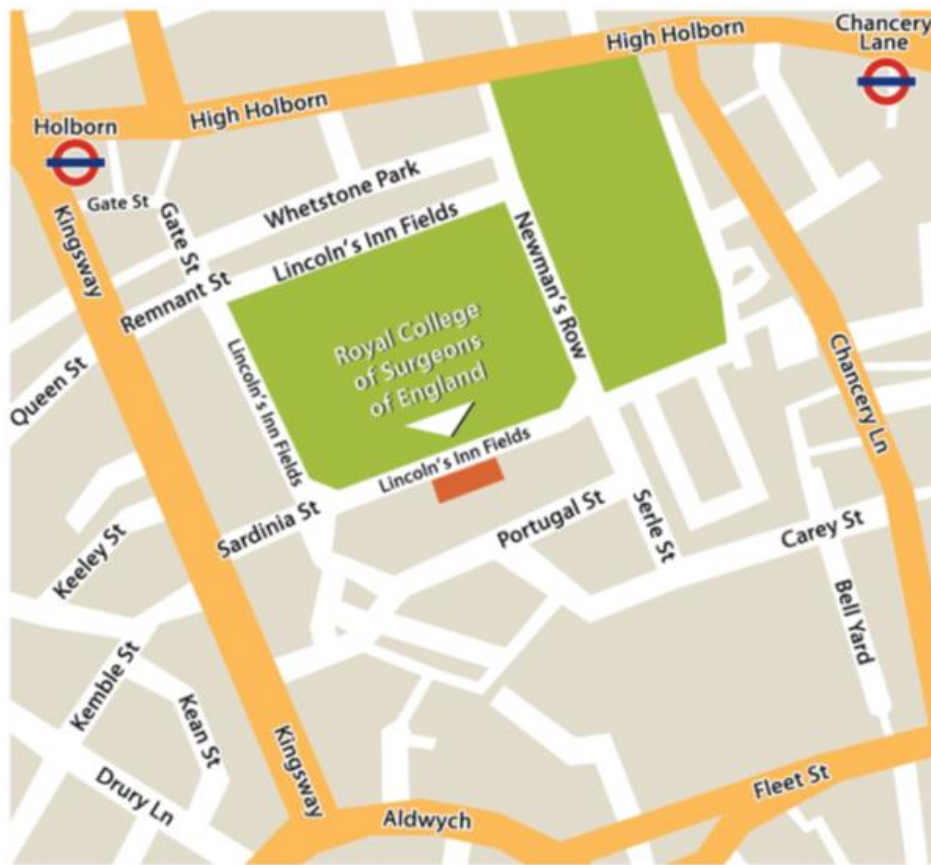 Chancery
Lane
High Holborn
High Holborn
Holborn
Gate St
Gate St
Whetstone Park
Lincoln's Inn Fields
Kingsway
Remnant St
Newman's Row
Queen St
Royal College
of Surgeons
of England
Lincoln's Inn Fields
Chancery Ln
Lincoln's Inn Fields
Sardinia St
Portugal St
Serle St
Carey St
Keeley St
Bell Yard
Kemble St
Kean St
Kingsway
Drury Ln
Fleet St
Aldwych